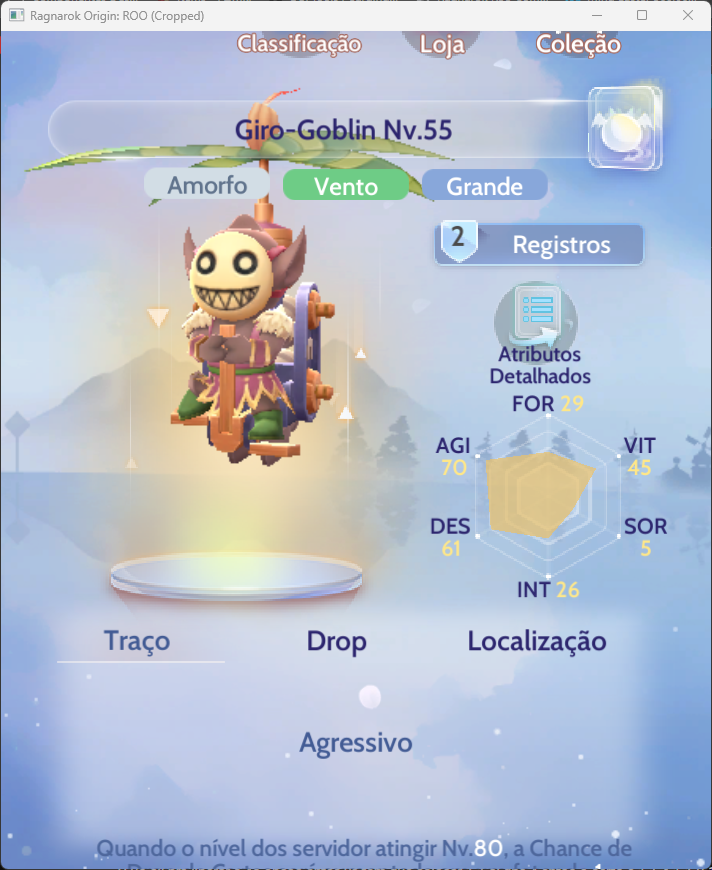 Ragnarok Origin: ROO (Cropped)
Classificação
Loja
Coleção
Giro-Goblin Nv.55
Amorfo
Vento
Grande
2
Registros
Atributos
Detalhados
FOR 29
AGI
70
VIT
45
DES
61
SOR
5
INT 26
Traço
Drop
Localização
Agressivo
Quando o nível dos servidor atingir Nv.80, a Chance de